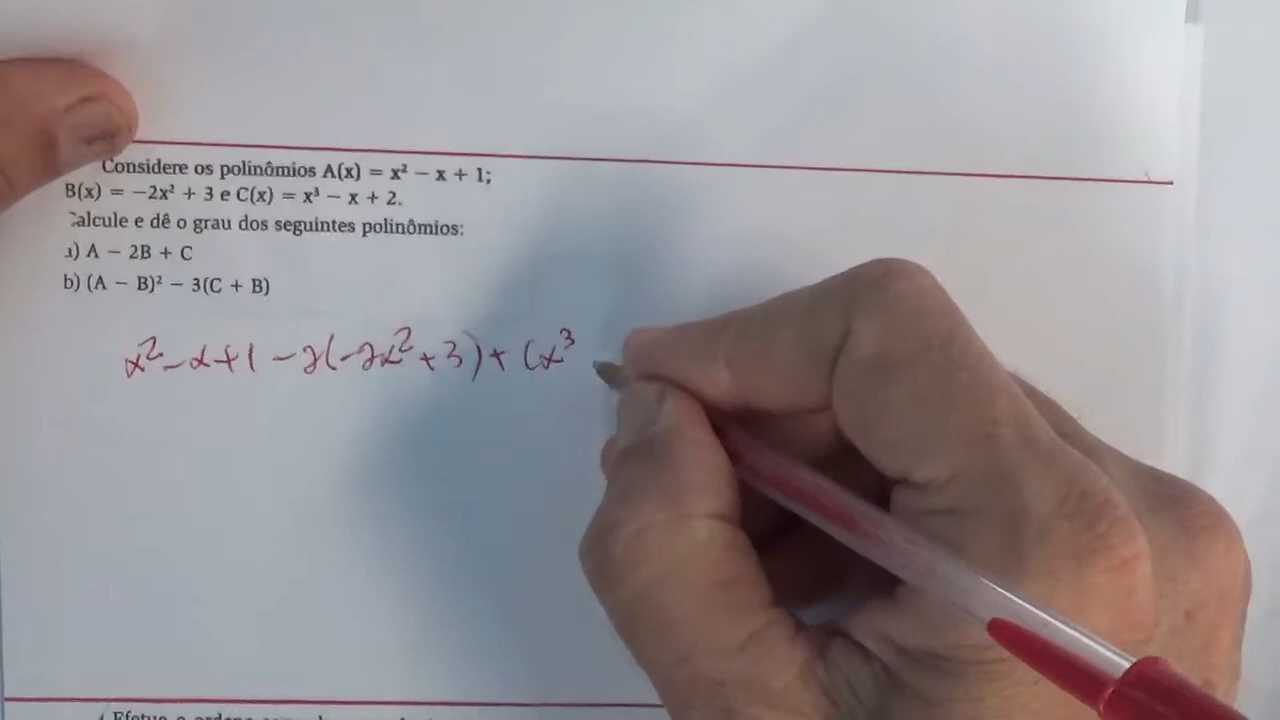 Considere os polinômios A(x) = x² − x + 1;
B(x) = −2x² + 3 e C(x) = x³ − x + 2.
Calcule e dê o grau dos seguintes polinômios:
a) A − 2B + C
b) (A − B)² − 3(C + B)
x² - x + 1 - 2(-2x² + 3) + (x³